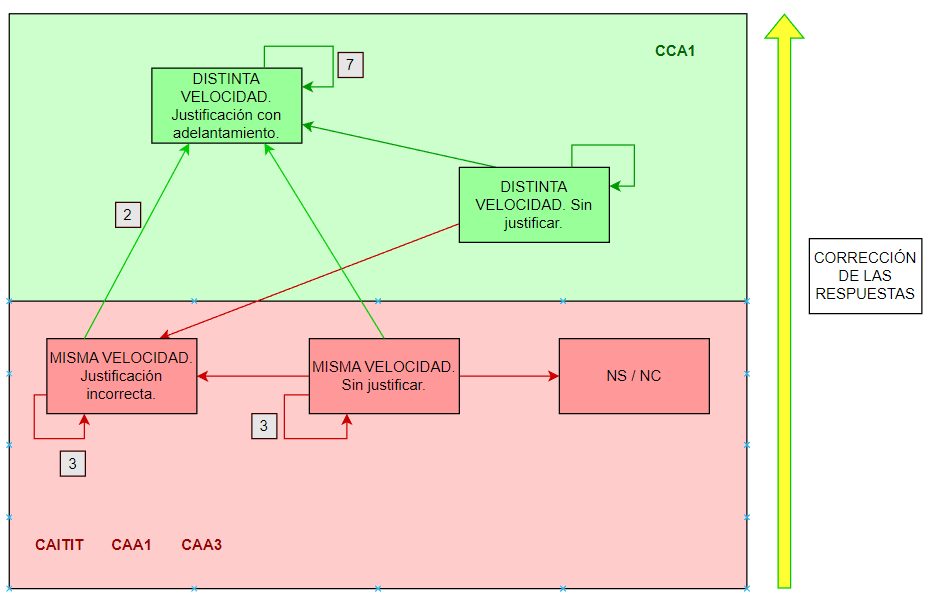 CCA1
7
DISTINTA
VELOCIDAD.
Justificación con
adelantamiento.
DISTINTA
VELOCIDAD. Sin
justificar.
2
CORRECCIÓN
DE LAS
RESPUESTAS
MISMA VELOCIDAD.
Justificación
incorrecta.
MISMA VELOCIDAD.
Sin justificar.
NS / NC
3
3
CAITIT
CAA1
CAA3